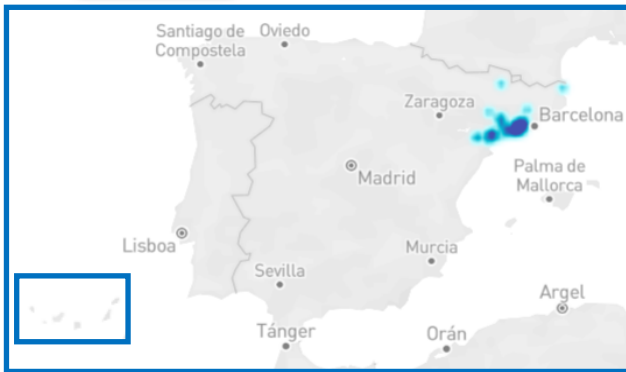 Santiago de
Compostela
Oviedo
Zaragoza
Barcelona
Madrid
Palma de
Mallorca
Lisboa
Murcia
Sevilla
Argel
Tánger
Orán